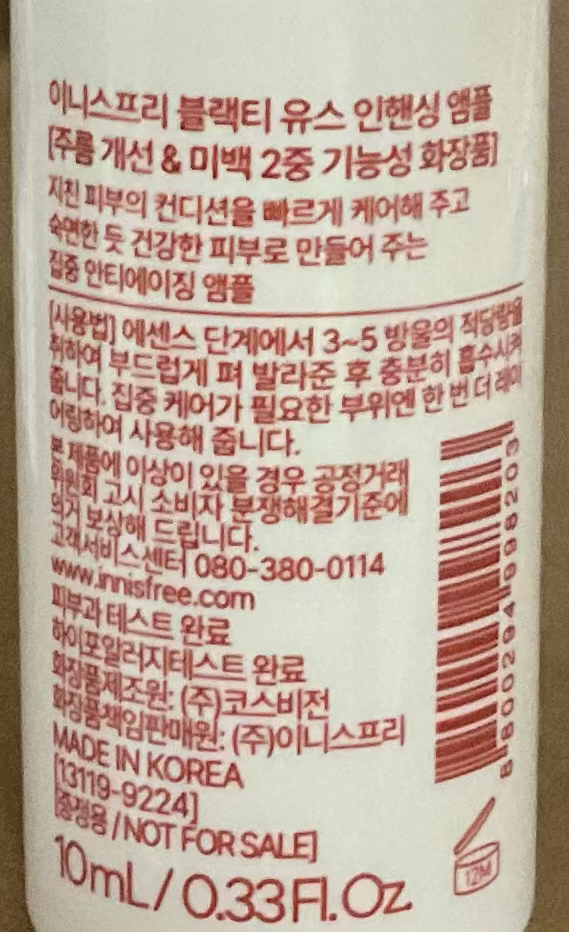 이니스프리 블랙티 유스 인핸싱 앰플
[주름 개선 & 미백 2중 기능성 화장품]
지친 피부의 컨디션을 빠르게 케어해 주고
숙면한 듯 건강한 피부로 만들어 주는
집중 안티에이징 앰플
[사용법] 에센스 단계에서 3~5 방울의 적당량을
취하여 부드럽게 펴 발라준 후 충분히 흡수시켜
줍니다. 집중 케어가 필요한 부위엔 한 번 더 레이
어링하여 사용해 줍니다.
본 제품에 이상이 있을 경우 공정거래
위원회 고시 소비자 분쟁해결기준에
의거 보상해 드립니다.
고객서비스센터 080-380-0114
www.innisfree.com
피부과 테스트 완료
하이포알러지테스트 완료
화장품제조원: (주)코스비전
화장품책임판매원: (주)이니스프리
MADE IN KOREA
[13119-9224]
[증정용 / NOT FOR SALE]
10mL / 0.33 Fl. Oz.
8 800294 998203
12M